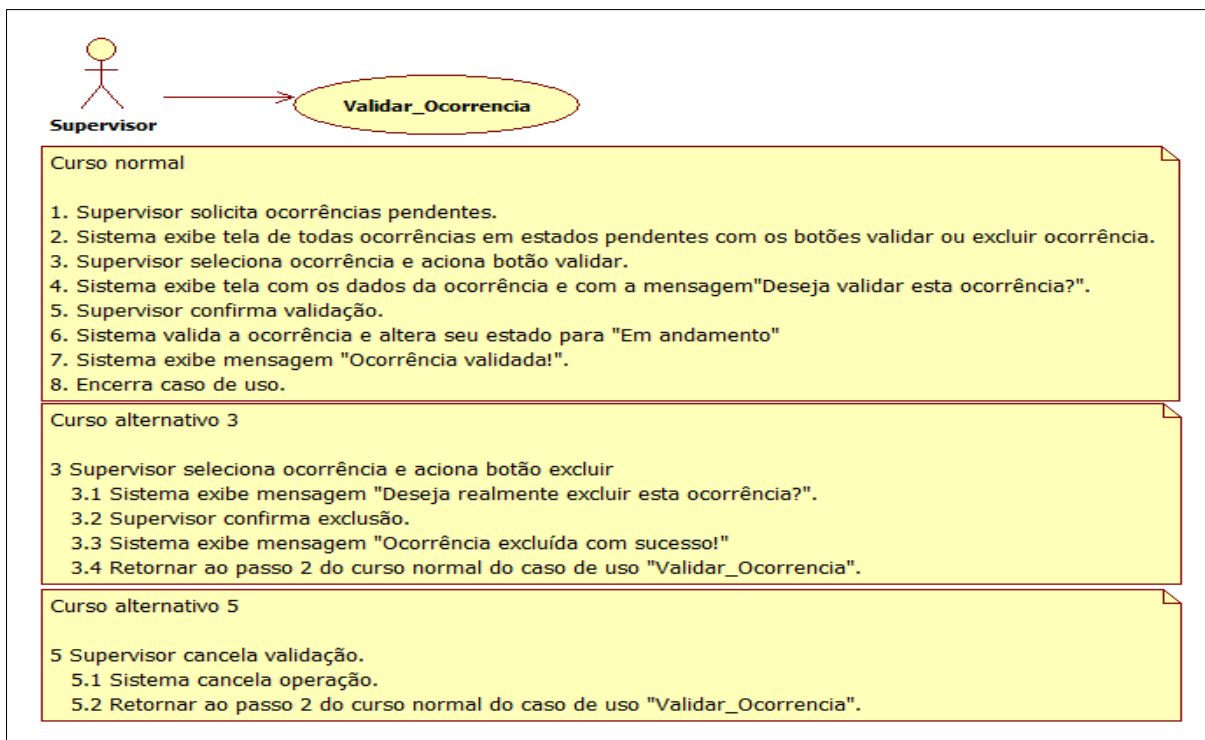 Supervisor
Validar_Ocorrencia
Curso normal
1. Supervisor solicita ocorrências pendentes.
2. Sistema exibe tela de todas ocorrências em estados pendentes com os botões validar ou excluir ocorrência.
3. Supervisor seleciona ocorrência e aciona botão validar.
4. Sistema exibe tela com os dados da ocorrência e com a mensagem"Deseja validar esta ocorrência?".
5. Supervisor confirma validação.
6. Sistema valida a ocorrência e altera seu estado para "Em andamento"
7. Sistema exibe mensagem "Ocorrência validada!".
8. Encerra caso de uso.
Curso alternativo 3
3 Supervisor seleciona ocorrência e aciona botão excluir
3.1 Sistema exibe mensagem "Deseja realmente excluir esta ocorrência?".
3.2 Supervisor confirma exclusão.
3.3 Sistema exibe mensagem "Ocorrência excluída com sucesso!"
3.4 Retornar ao passo 2 do curso normal do caso de uso "Validar_Ocorrencia".
Curso alternativo 5
5 Supervisor cancela validação.
5.1 Sistema cancela operação.
5.2 Retornar ao passo 2 do curso normal do caso de uso "Validar_Ocorrencia".